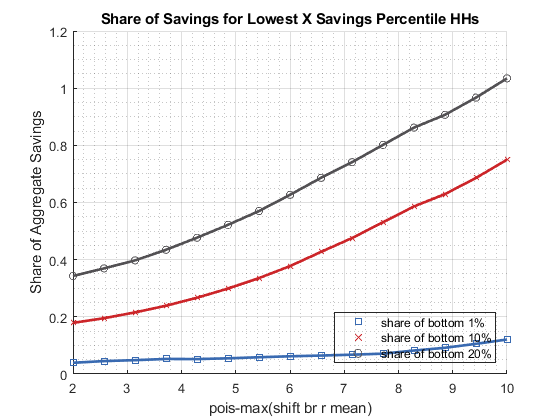 Share of Savings for Lowest X Savings Percentile HHs
1.2
1
0.8
0.6
0.4
0.2
0
Share of Aggregate Savings
share of bottom 1%
share of bottom 10%
share of bottom 20%
2 3 4 5 6 7 8 9 10
pois-max(shift br r mean)